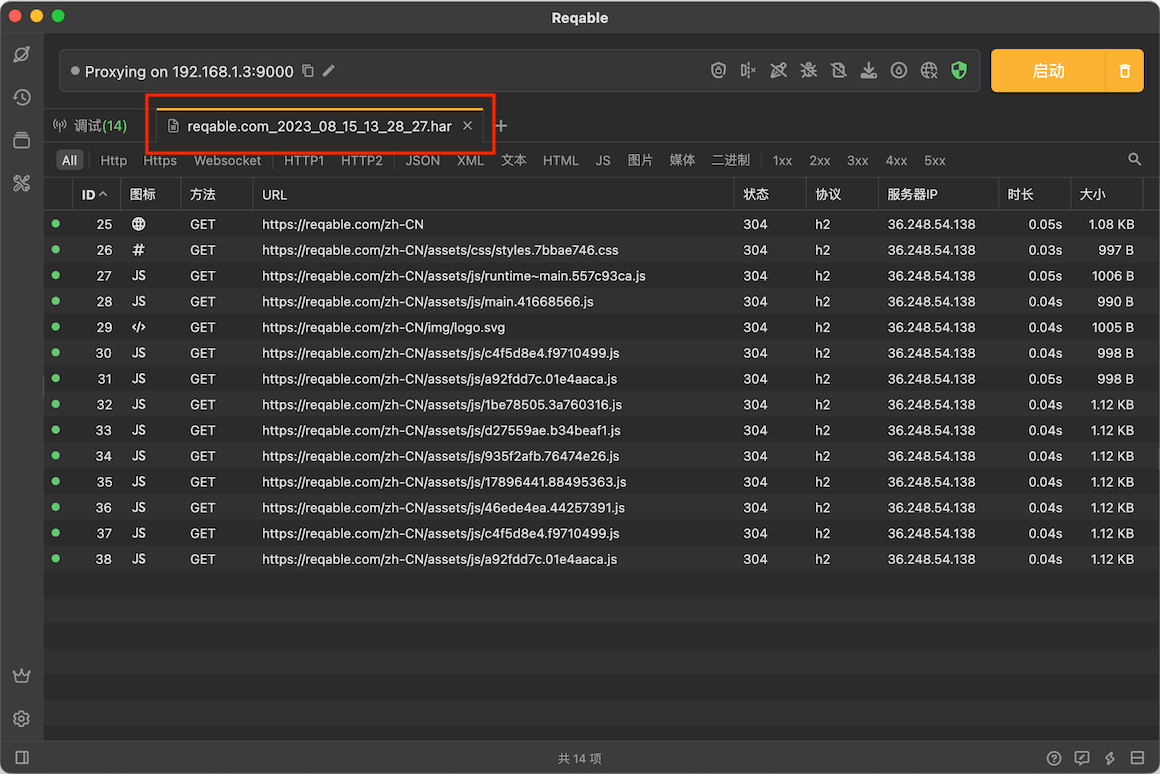 Reqable
Proxying on 192.168.1.3:9000 启动
调试(14) reqable.com_2023_08_15_13_28_27.har
All Http Https Websocket HTTP1 HTTP2 JSON XML 文本 HTML JS 图片 媒体 二进制 1xx 2xx 3xx 4xx 5xx
ID 图标 方法 URL 状态 协议 服务器IP 时长 大小
25 GET https://reqable.com/zh-CN 304 h2 36.248.54.138 0.05s 1.08 KB
26 # GET https://reqable.com/zh-CN/assets/css/styles.7bbae746.css 304 h2 36.248.54.138 0.03s 997 B
27 JS GET https://reqable.com/zh-CN/assets/js/runtime~main.557c93ca.js 304 h2 36.248.54.138 0.05s 1006 B
28 JS GET https://reqable.com/zh-CN/assets/js/main.41668566.js 304 h2 36.248.54.138 0.04s 990 B
29 </> GET https://reqable.com/zh-CN/img/logo.svg 304 h2 36.248.54.138 0.04s 1005 B
30 JS GET https://reqable.com/zh-CN/assets/js/c4f5d8e4.f9710499.js 304 h2 36.248.54.138 0.04s 998 B
31 JS GET https://reqable.com/zh-CN/assets/js/a92fdd7c.01e4aaca.js 304 h2 36.248.54.138 0.05s 998 B
32 JS GET https://reqable.com/zh-CN/assets/js/1be78505.3a760316.js 304 h2 36.248.54.138 0.04s 1.12 KB
33 JS GET https://reqable.com/zh-CN/assets/js/d27559ae.b34beaf1.js 304 h2 36.248.54.138 0.04s 1.12 KB
34 JS GET https://reqable.com/zh-CN/assets/js/935f2afb.76474e26.js 304 h2 36.248.54.138 0.04s 1.12 KB
35 JS GET https://reqable.com/zh-CN/assets/js/17896441.88495363.js 304 h2 36.248.54.138 0.04s 1.12 KB
36 JS GET https://reqable.com/zh-CN/assets/js/46ede4ea.44257391.js 304 h2 36.248.54.138 0.04s 1.12 KB
37 JS GET https://reqable.com/zh-CN/assets/js/c4f5d8e4.f9710499.js 304 h2 36.248.54.138 0.04s 1.12 KB
38 JS GET https://reqable.com/zh-CN/assets/js/a92fdd7c.01e4aaca.js 304 h2 36.248.54.138 0.04s 1.12 KB
共 14 项